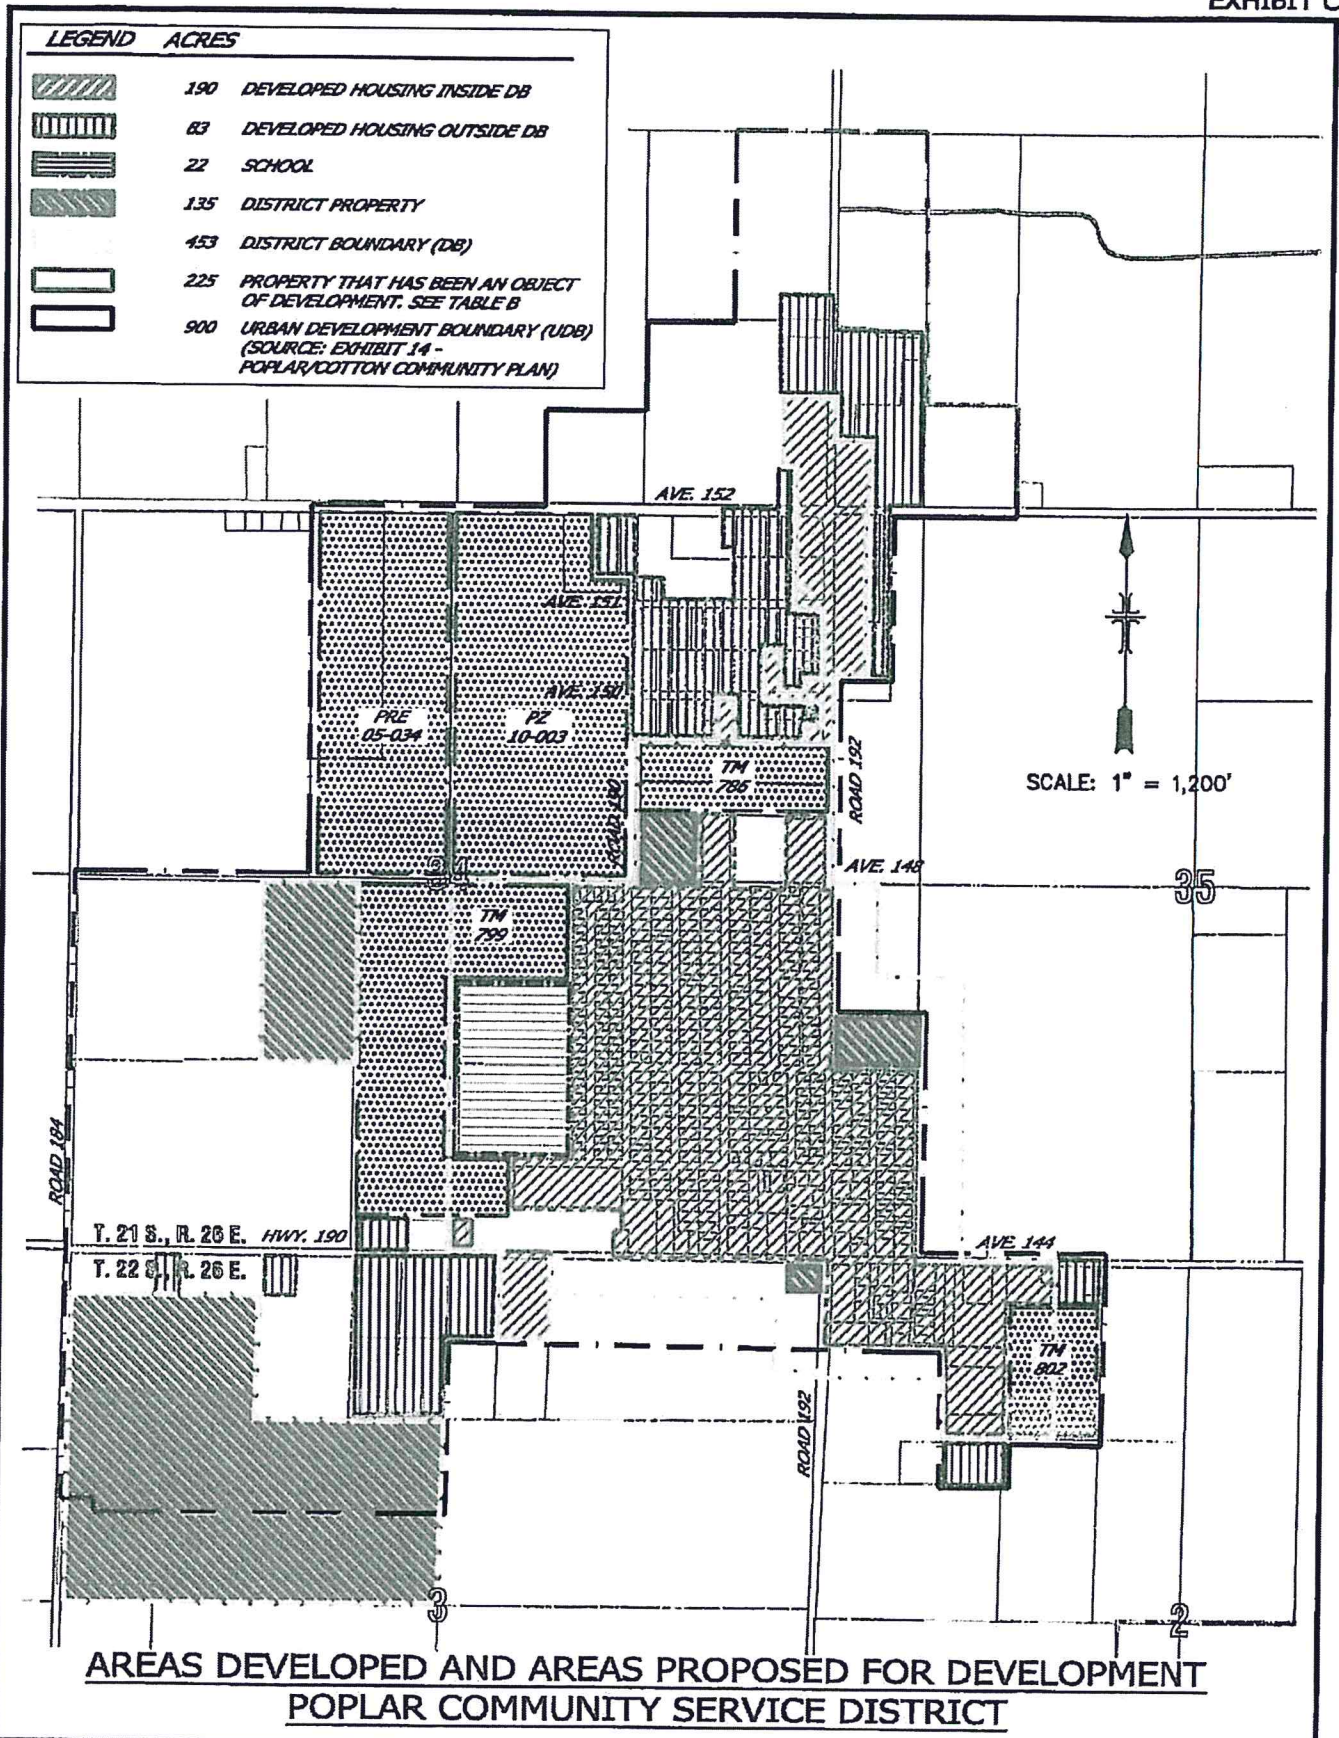 EXHIBIT C
LEGEND ACRES
190 DEVELOPED HOUSING INSIDE DB
83 DEVELOPED HOUSING OUTSIDE DB
22 SCHOOL
135 DISTRICT PROPERTY
453 DISTRICT BOUNDARY (DB)
225 PROPERTY THAT HAS BEEN AN OBJECT
OF DEVELOPMENT. SEE TABLE B
900 URBAN DEVELOPMENT BOUNDARY (UDB)
(SOURCE: EXHIBIT 14 -
POPLAR/COTTON COMMUNITY PLAN)
AVE. 152
AVE. 151
AVE. 150
PRE
05-034
PZ
10-003
TM
786
ROAD 190
ROAD 192
SCALE: 1" = 1,200'
AVE. 148
34
35
TM
799
ROAD 184
T. 21 S., R. 26 E. HWY. 190
AVE. 144
T. 22 S., R. 26 E.
TM
802
ROAD 192
3
2
AREAS DEVELOPED AND AREAS PROPOSED FOR DEVELOPMENT
POPLAR COMMUNITY SERVICE DISTRICT